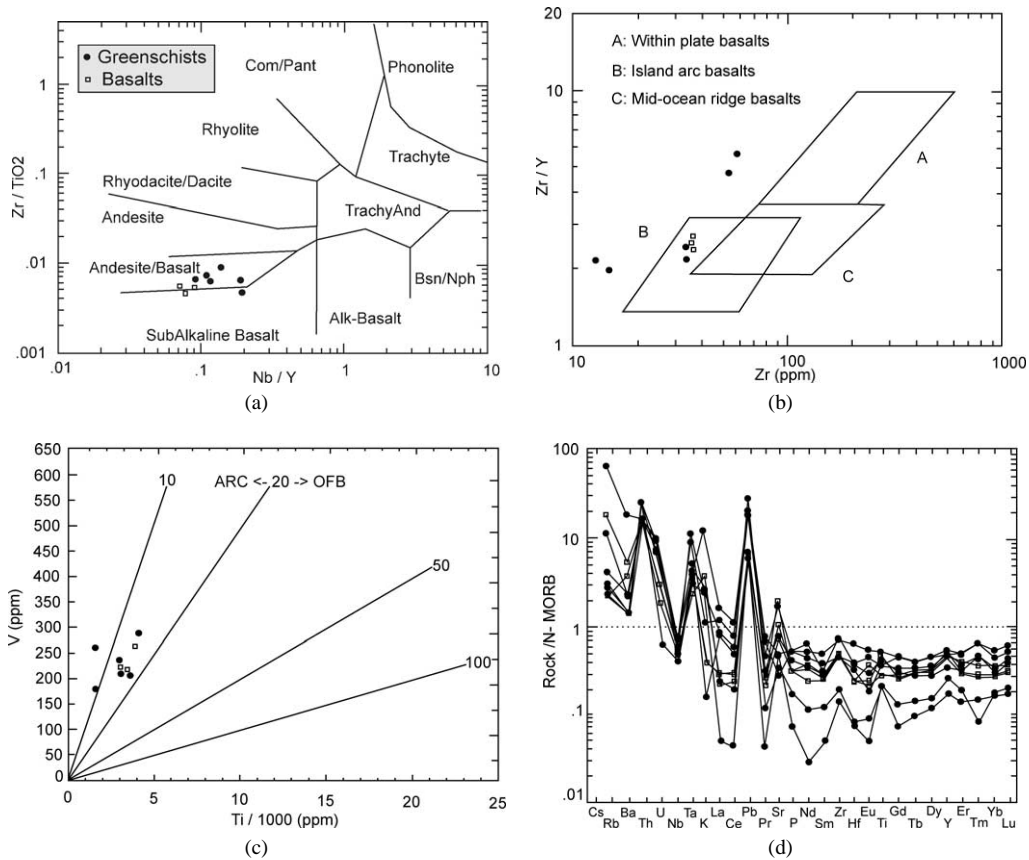 Greenschists
Basalts
Com/Pant
Phonolite
Rhyolite
Trachyte
Rhyodacite/Dacite
TrachyAnd
Andesite
Andesite/Basalt
Bsn/Nph
Alk-Basalt
SubAlkaline Basalt
Zr / TiO2
1
.1
.01
.001
.01 .1 1 10
Nb / Y
(a)
A: Within plate basalts
B: Island arc basalts
C: Mid-ocean ridge basalts
A
B
C
Zr / Y
20
10
1
10 100 1000
Zr (ppm)
(b)
650
600
550
500
450
400
350
300
250
200
150
100
50
0
V (ppm)
10
ARC <- 20 -> OFB
50
100
0 5 10 15 20 25
Ti / 1000 (ppm)
(c)
100
10
1
.1
.01
Rock /N- MORB
Cs Ba U Ta La Pb Sr Nd Zr Eu Gd Dy Er Yb
Rb Th Nb K Ce Pr P Sm Hf Ti Tb Y Tm Lu
(d)